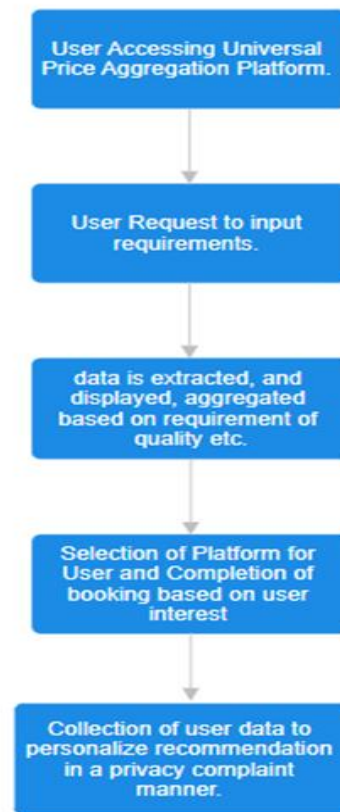 User Accessing Universal
Price Aggregation Platform.
User Request to input
requirements.
data is extracted, and
displayed, aggregated
based on requirement of
quality etc.
Selection of Platform for
User and Completion of
booking based on user
interest
Collection of user data to
personalize recommendation
in a privacy complaint
manner.